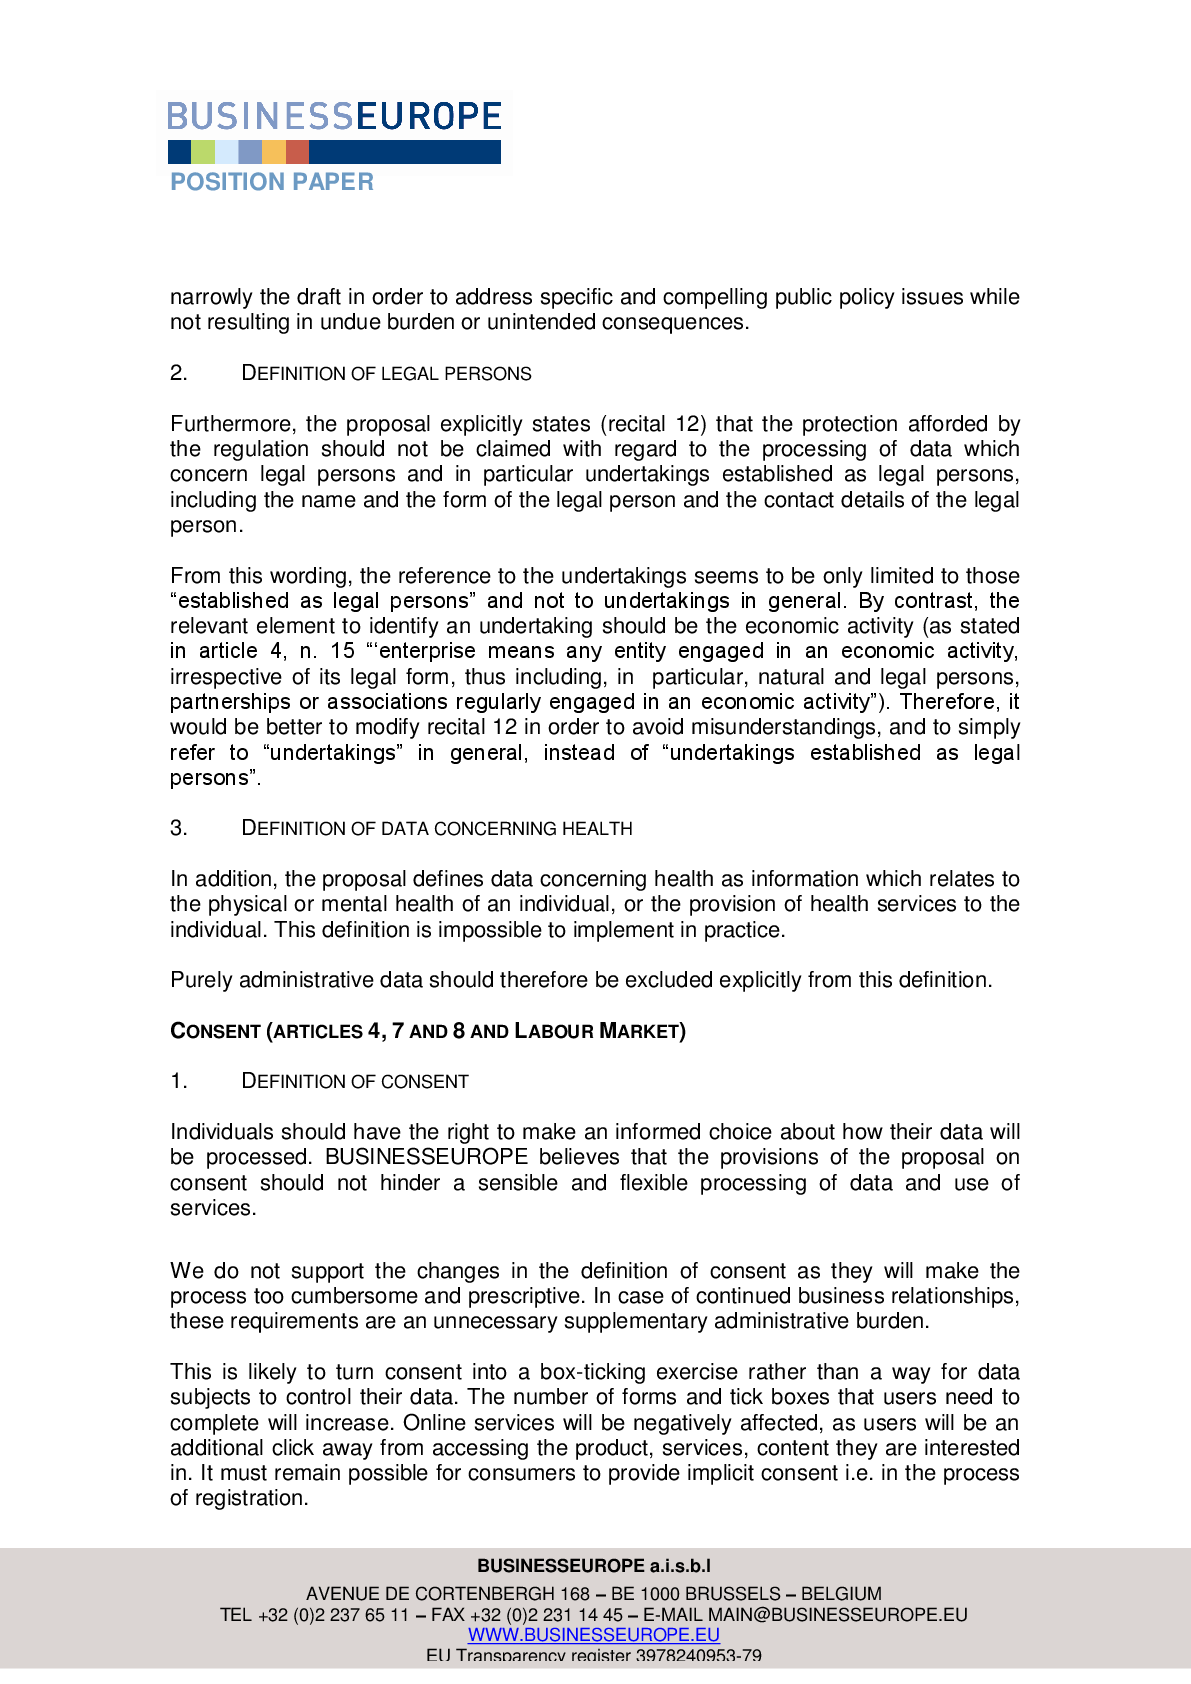 BUSINESSEUROPE
POSITION PAPER
narrowly the draft in order to address specific and compelling public policy issues while
not resulting in undue burden or unintended consequences.
2. DEFINITION OF LEGAL PERSONS
Furthermore, the proposal explicitly states (recital 12) that the protection afforded by
the regulation should not be claimed with regard to the processing of data which
concern legal persons and in particular undertakings established as legal persons,
including the name and the form of the legal person and the contact details of the legal
person.
From this wording, the reference to the undertakings seems to be only limited to those
“established as legal persons” and not to undertakings in general. By contrast, the
relevant element to identify an undertaking should be the economic activity (as stated
in article 4, n. 15 “‘enterprise means any entity engaged in an economic activity,
irrespective of its legal form, thus including, in particular, natural and legal persons,
partnerships or associations regularly engaged in an economic activity”). Therefore, it
would be better to modify recital 12 in order to avoid misunderstandings, and to simply
refer to “undertakings” in general, instead of “undertakings established as legal
persons”.
3. DEFINITION OF DATA CONCERNING HEALTH
In addition, the proposal defines data concerning health as information which relates to
the physical or mental health of an individual, or the provision of health services to the
individual. This definition is impossible to implement in practice.
Purely administrative data should therefore be excluded explicitly from this definition.
CONSENT (ARTICLES 4, 7 AND 8 AND LABOUR MARKET)
1. DEFINITION OF CONSENT
Individuals should have the right to make an informed choice about how their data will
be processed. BUSINESSEUROPE believes that the provisions of the proposal on
consent should not hinder a sensible and flexible processing of data and use of
services.
We do not support the changes in the definition of consent as they will make the
process too cumbersome and prescriptive. In case of continued business relationships,
these requirements are an unnecessary supplementary administrative burden.
This is likely to turn consent into a box-ticking exercise rather than a way for data
subjects to control their data. The number of forms and tick boxes that users need to
complete will increase. Online services will be negatively affected, as users will be an
additional click away from accessing the product, services, content they are interested
in. It must remain possible for consumers to provide implicit consent i.e. in the process
of registration.
BUSINESSEUROPE a.i.s.b.l
AVENUE DE CORTENBERGH 168 – BE 1000 BRUSSELS – BELGIUM
TEL +32 (0)2 237 65 11 – FAX +32 (0)2 231 14 45 – E-MAIL MAIN@BUSINESSEUROPE.EU
WWW.BUSINESSEUROPE.EU
EU Transparency register 3978240953-79